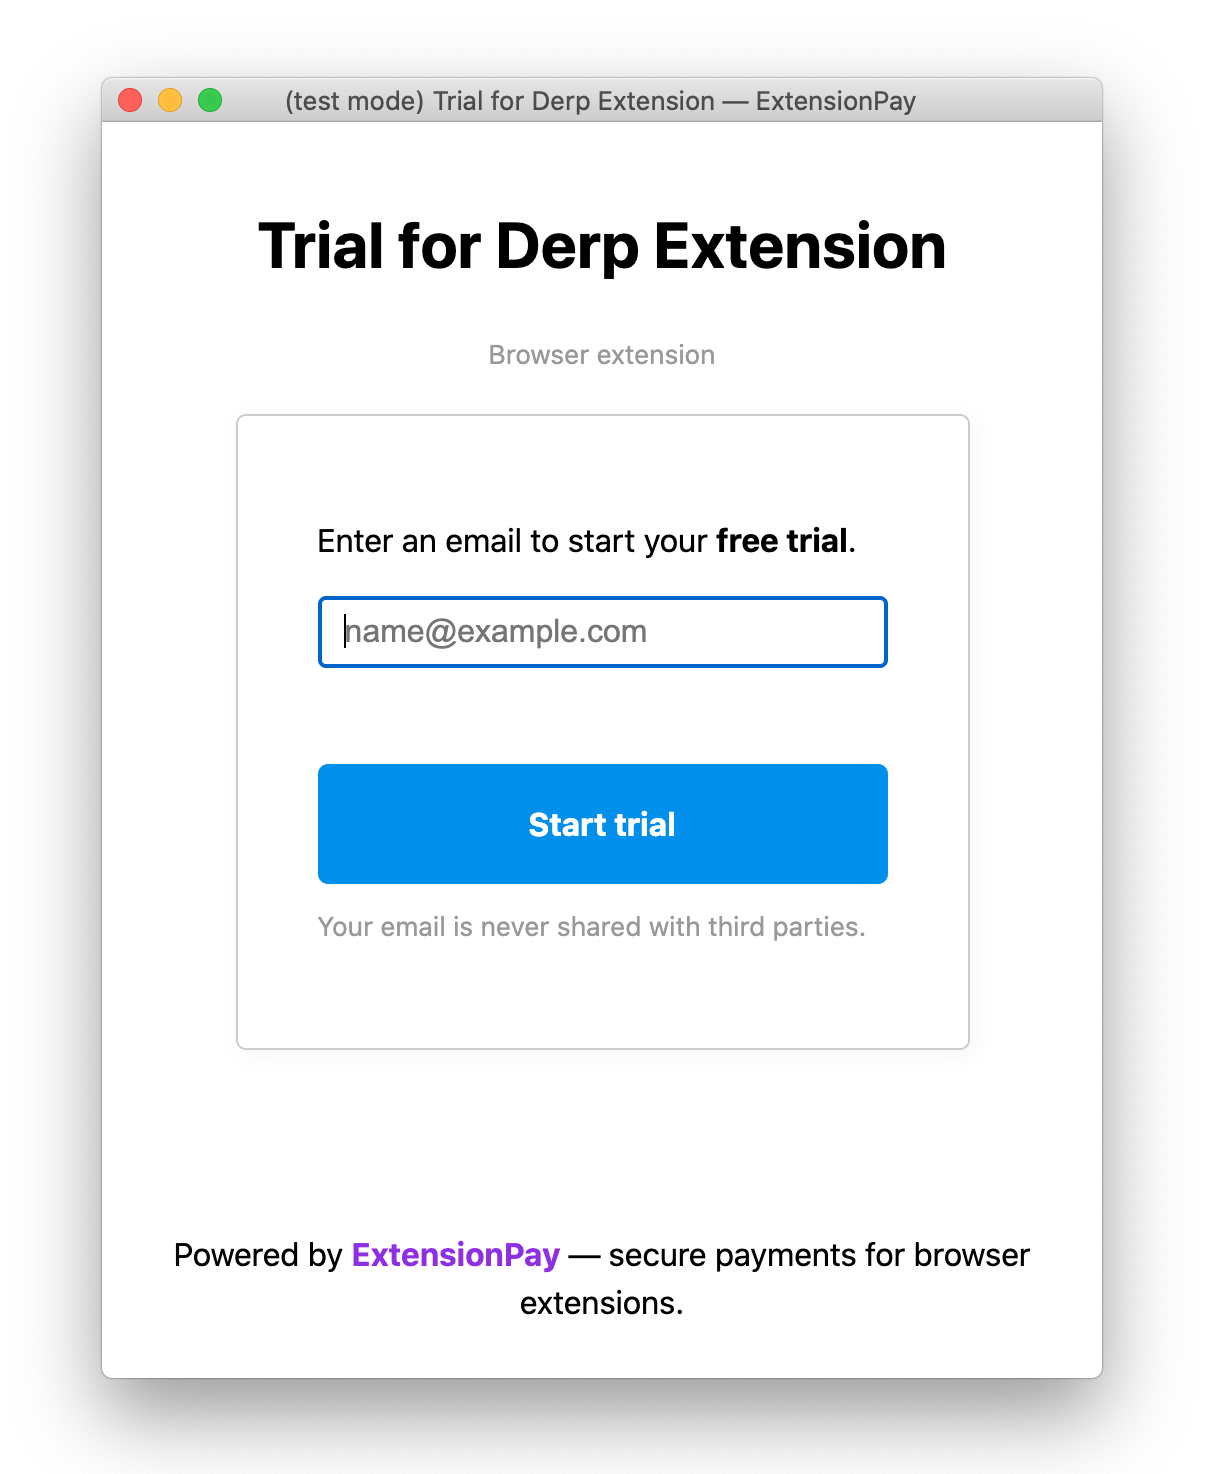 (test mode) Trial for Derp Extension — ExtensionPay
Trial for Derp Extension
Browser extension
Enter an email to start your free trial.
name@example.com
Start trial
Your email is never shared with third parties.
Powered by ExtensionPay — secure payments for browser
extensions.